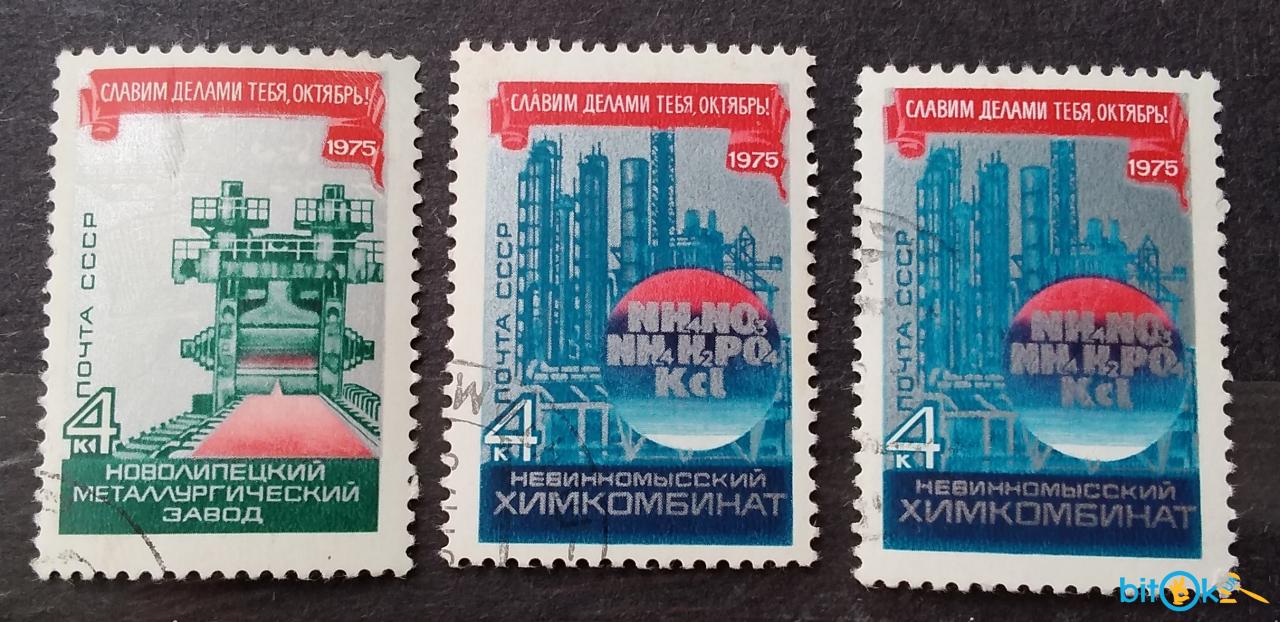 СЛАВИМ ДЕЛАМИ ТЕБЯ, ОКТЯБРЬ!
1975
ПОЧТА СССР
4
К
НОВОЛИПЕЦКИЙ
МЕТАЛЛУРГИЧЕСКИЙ
ЗАВОД
СЛАВИМ ДЕЛАМИ ТЕБЯ, ОКТЯБРЬ!
1975
ПОЧТА СССР
NH₄NO₃
NH₄H₂PO₄
Kcl
4
К
НЕВИННОМЫССКИЙ
ХИМКОМБИНАТ
СЛАВИМ ДЕЛАМИ ТЕБЯ, ОКТЯБРЬ!
1975
ПОЧТА СССР
NH₄NO₃
NH₄H₂PO₄
Kcl
4
К
НЕВИННОМЫССКИЙ
ХИМКОМБИНАТ
bitOk